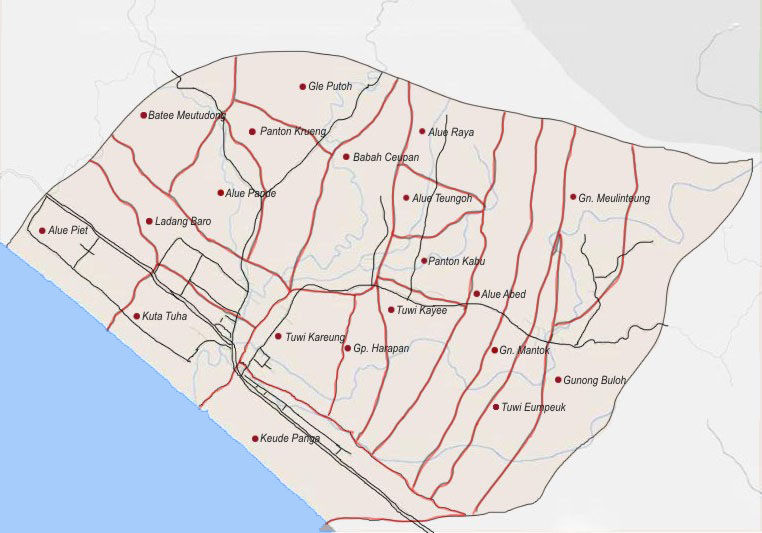 Gle Putoh
Batee Meutudong
Panton Krueng
Alue Raya
Babah Ceupan
Alue Pande
Alue Teungoh
Gn. Meulinteung
Ladang Baro
Alue Piet
Panton Kabu
Alue Abed
Tuwi Kayee
Kuta Tuha
Tuwi Kareung
Gp. Harapan
Gn. Mantok
Gunong Buloh
Tuwi Eumpeuk
Keude Panga